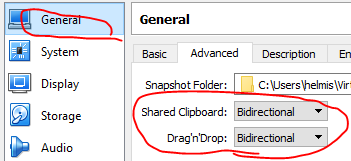 General
System
Display
Storage
Audio
General
Basic Advanced Description En
Snapshot Folder: C:\Users\helmis\Virt
Shared Clipboard: Bidirectional
Drag'n'Drop: Bidirectional